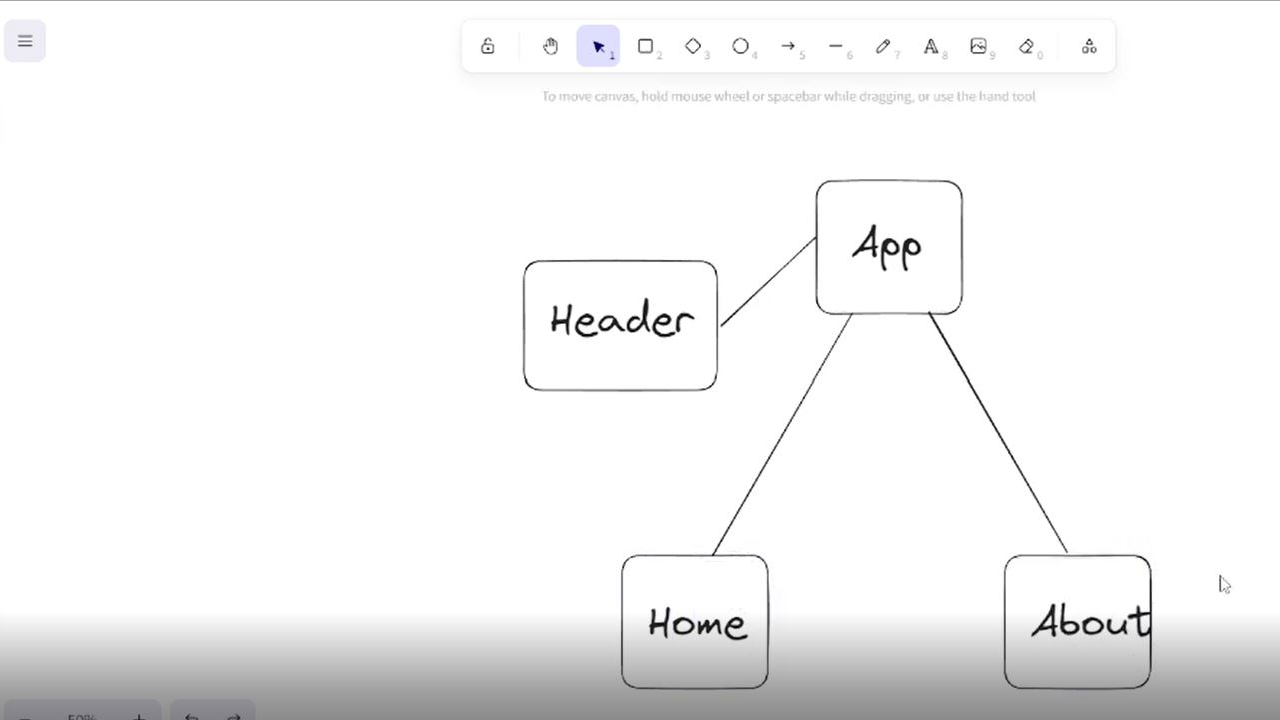 1 2 3 4 5 6 7 8 9 0
To move canvas, hold mouse wheel or spacebar while dragging, or use the hand tool
App
Header
Home
About
50%